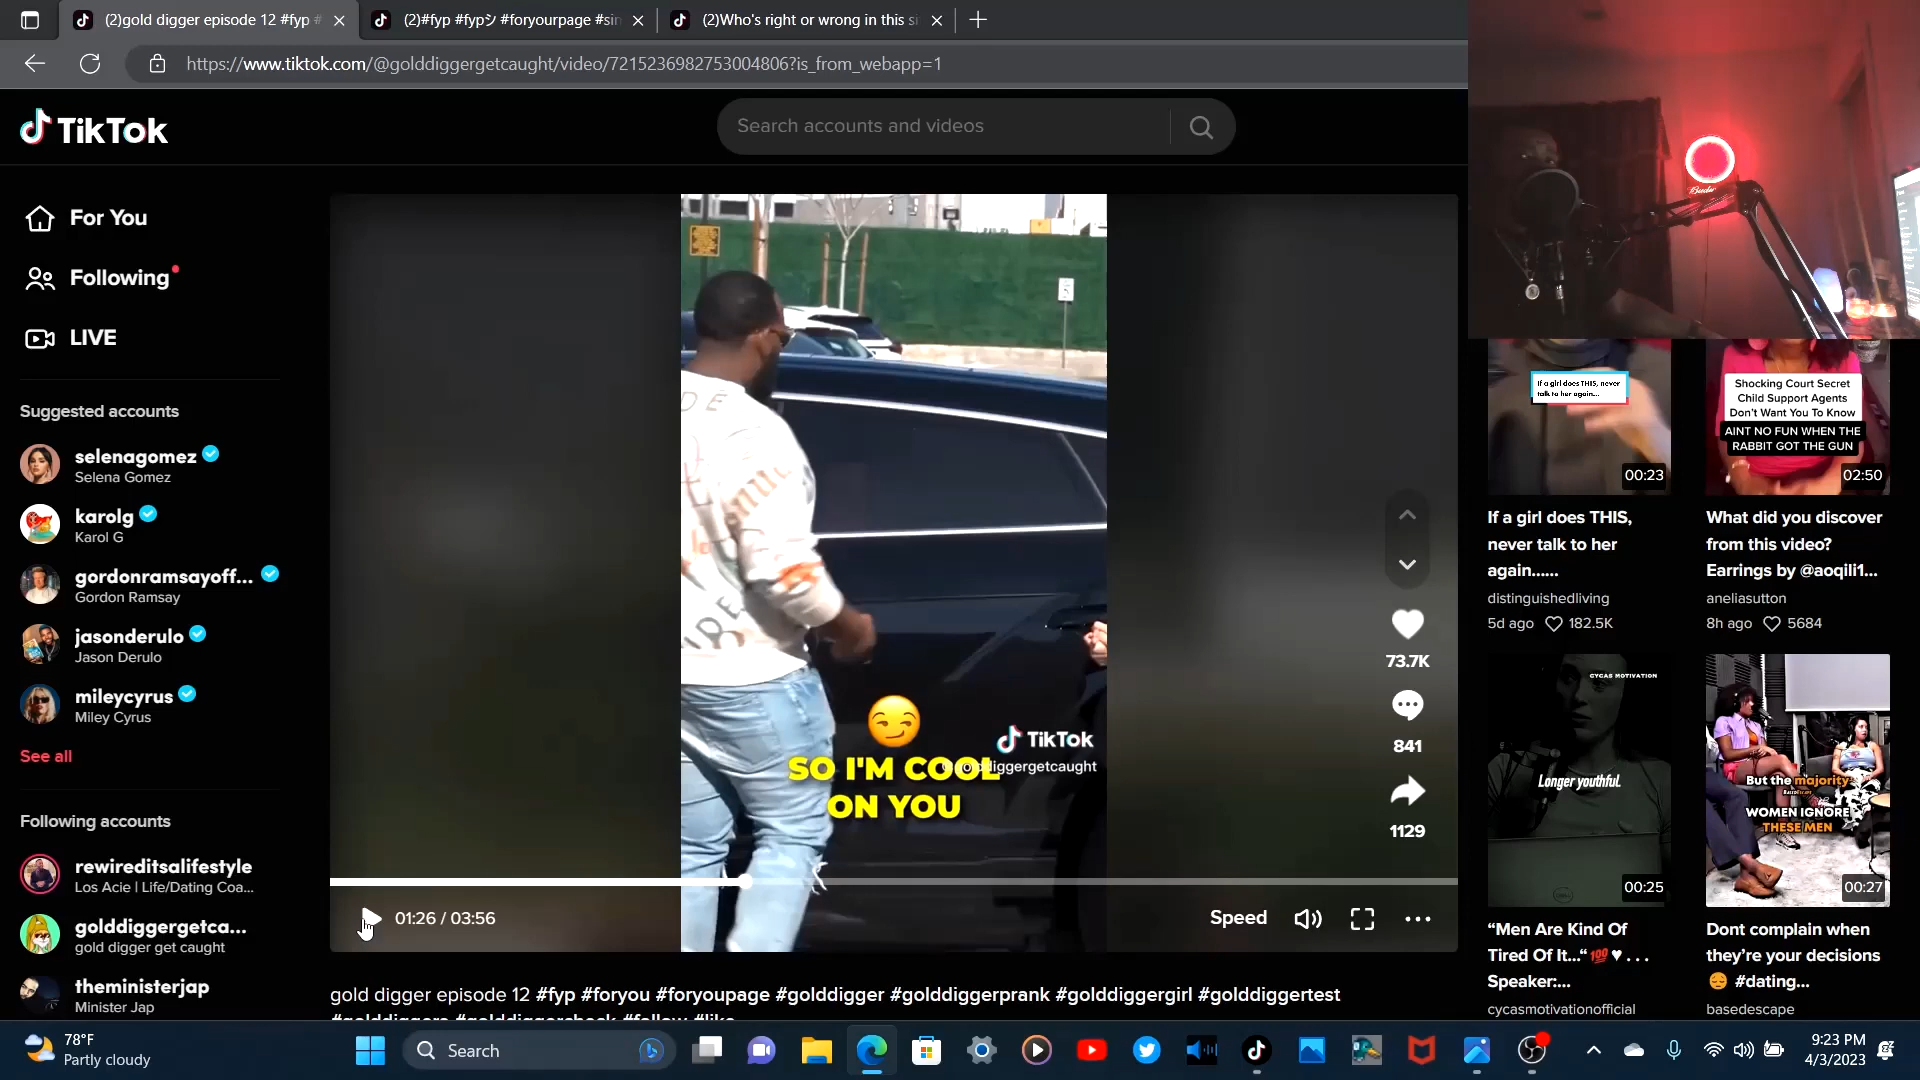 (2)gold digger episode 12 #fyp #
(2)#fyp #fypシ #foryourpage #sin
(2)Who's right or wrong in this si
https://www.tiktok.com/@golddiggergetcaught/video/7215236982753004806?is_from_webapp=1
TikTok
Search accounts and videos
For You
Following
LIVE
Suggested accounts
selenagomez
Selena Gomez
karolg
Karol G
gordonramsayoff...
Gordon Ramsay
jasonderulo
Jason Derulo
mileycyrus
Miley Cyrus
See all
Following accounts
rewireditsalifestyle
Los Acie | Life/Dating Coa...
golddiggergetca...
gold digger get caught
theministerjap
Minister Jap
TikTok
@golddiggergetcaught
SO I'M COOL
ON YOU
73.7K
841
1129
01:26 / 03:56
Speed
gold digger episode 12 #fyp #foryou #foryoupage #golddigger #golddiggerprank #golddiggergirl #golddiggertest
#golddiggers #golddiggercheck #follow #like
If a girl does THIS, never
talk to her again...
00:23
If a girl does THIS,
never talk to her
again......
distinguishedliving
5d ago 182.5K
Shocking Court Secret
Child Support Agents
Don't Want You To Know
AINT NO FUN WHEN THE
RABBIT GOT THE GUN
02:50
What did you discover
from this video?
Earrings by @aoqili1...
aneliasutton
8h ago 5684
CYCAS MOTIVATION
Longer youthful.
00:25
“Men Are Kind Of
Tired Of It...“💯♥ . . .
Speaker:...
cycasmotivationofficial
But the majority
WOMEN IGNORE
THESE MEN
00:27
Dont complain when
they’re your decisions
😔 #dating...
basedescape
78°F
Partly cloudy
Search
9:23 PM
4/3/2023